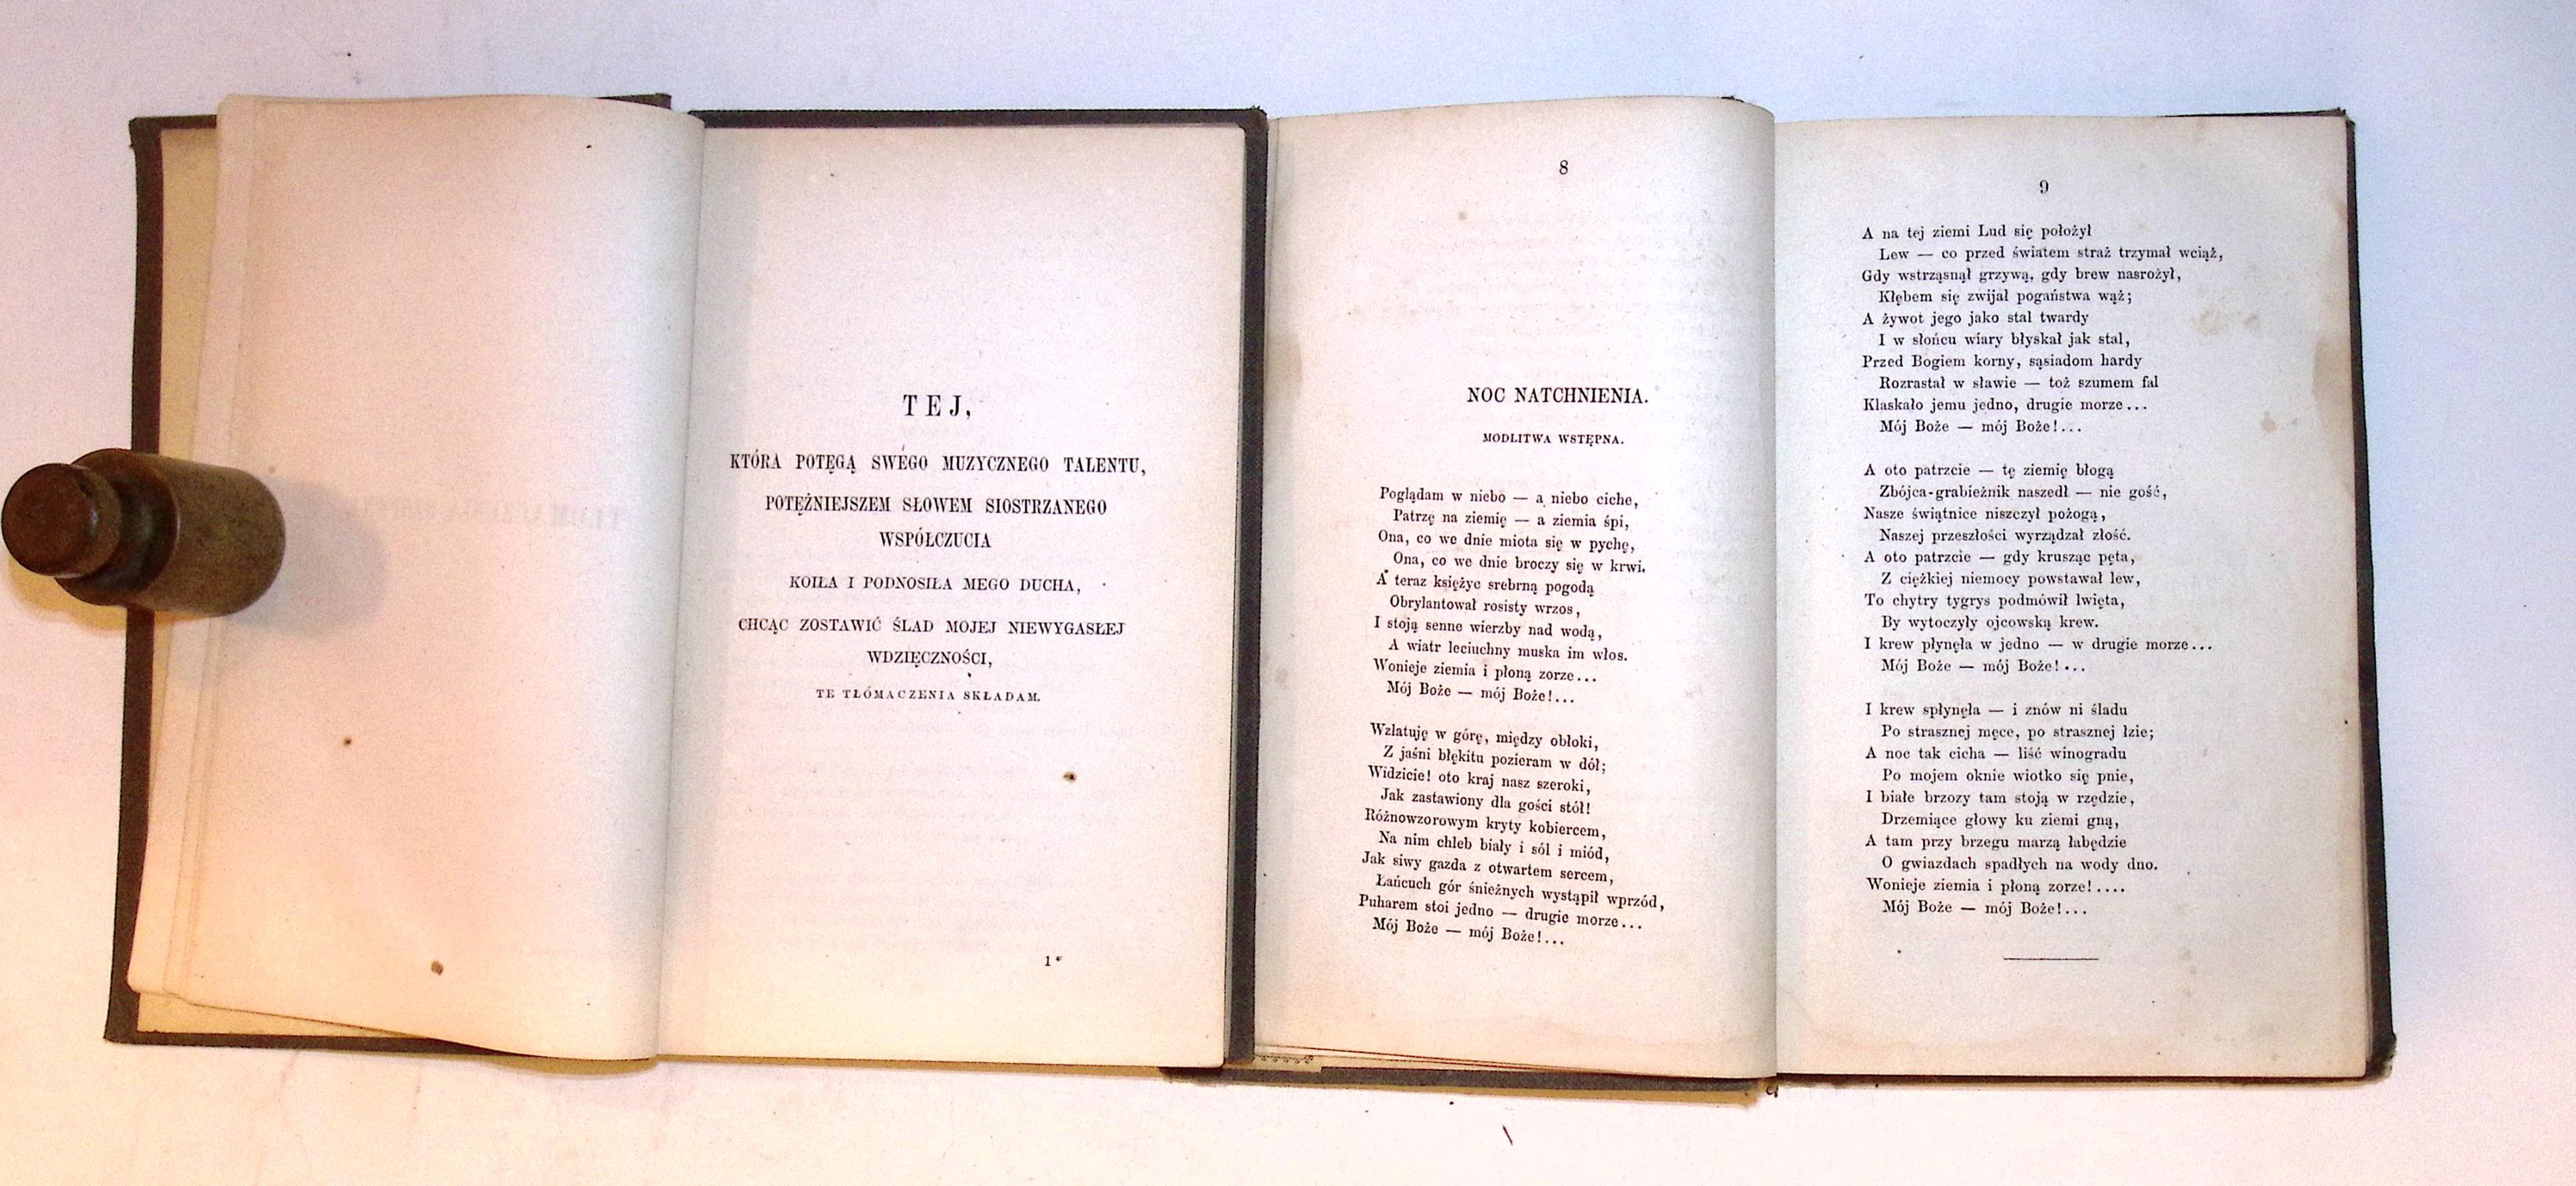 TEJ,
KTÓRA POTĘGĄ SWEGO MUZYCZNEGO TALENTU,
POTĘŻNIEJSZEM SŁOWEM SIOSTRZANEGO
WSPÓŁCZUCIA
KOIŁA I PODNOSIŁA MEGO DUCHA,
CHCĄC ZOSTAWIĆ ŚLAD MOJEJ NIEWYGASŁEJ
WDZIĘCZNOŚCI,
TE TŁÓMACZENIA SKŁADAM.
1*
8
NOC NATCHNIENIA.
MODLITWA WSTĘPNA.
Poglądam w niebo — a niebo ciche,
Patrzę na ziemię — a ziemia śpi,
Ona, co we dnie miota się w pychę,
Ona, co we dnie broczy się w krwi.
A teraz księżyc srebrną pogodą
Obrylantował rosisty wrzos,
I stoją senne wierzby nad wodą,
A wiatr leciuchny muska im włos.
Wonieje ziemia i płoną zorze...
Mój Boże — mój Boże!...
Wzlatuję w górę, między obłoki,
Z jaśni błękitu pozieram w dół;
Widzicie! oto kraj nasz szeroki,
Jak zastawiony dla gości stół!
Różnowzorowym kryty kobiercem,
Na nim chleb biały i sól i miód,
Jak siwy gazda z otwartem sercem,
Łańcuch gór śnieżnych wystąpił wprzód,
Puharem stoi jedno — drugie morze...
Mój Boże — mój Boże!...
9
A na tej ziemi Lud się położył
Lew — co przed światem straż trzymał wciąż,
Gdy wstrząsnął grzywą, gdy brew nasrożył,
Kłębem się zwijał pogaństwa wąż;
A żywot jego jako stal twardy
I w słońcu wiary błyskał jak stal,
Przed Bogiem korny, sąsiadom hardy
Rozrastał w sławie — toż szumem fal
Klaskało jemu jedno, drugie morze...
Mój Boże — mój Boże!...
A oto patrzcie — tę ziemię błogą
Zbójca-grabieżnik naszedł — nie gość,
Nasze świątnice niszczył pożogą,
Naszej przeszłości wyrządzał złość.
A oto patrzcie — gdy krusząc pęta,
Z ciężkiej niemocy powstawał lew,
To chytry tygrys podmówił lwięta,
By wytoczyły ojcowską krew.
I krew płynęła w jedno — w drugie morze...
Mój Boże — mój Boże!...
I krew spłynęła — i znów ni śladu
Po strasznej męce, po strasznej łzie;
A noc tak cicha — liść winogradu
Po mojem oknie wiotko się pnie,
I białe brzozy tam stoją w rzędzie,
Drzemiące głowy ku ziemi gną,
A tam przy brzegu marzą łabędzie
O gwiazdach spadłych na wody dno.
Wonieje ziemia i płoną zorze!....
Mój Boże — mój Boże!...